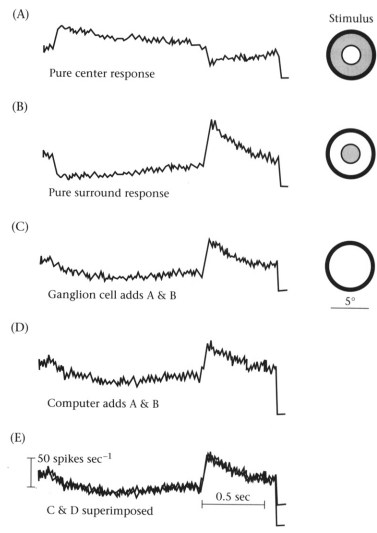 (A)
Stimulus
Pure center response
(B)
Pure surround response
(C)
Ganglion cell adds A & B
5°
(D)
Computer adds A & B
(E)
50 spikes sec⁻¹
0.5 sec
C & D superimposed